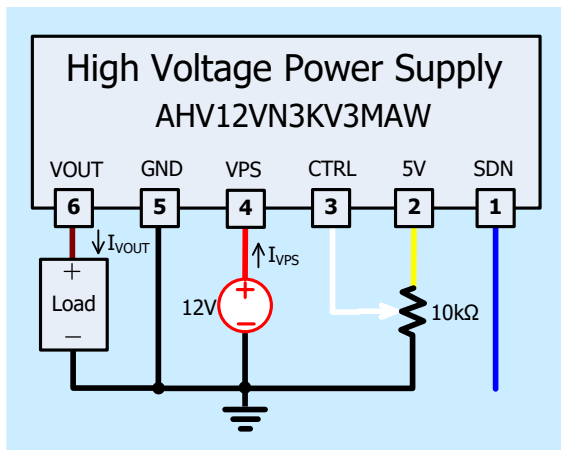 High Voltage Power Supply
AHV12VN3KV3MAW
VOUT GND VPS CTRL 5V SDN
6 5 4 3 2 1
↓IVOUT ↑IVPS
+ +
Load 12V 10kΩ
− −